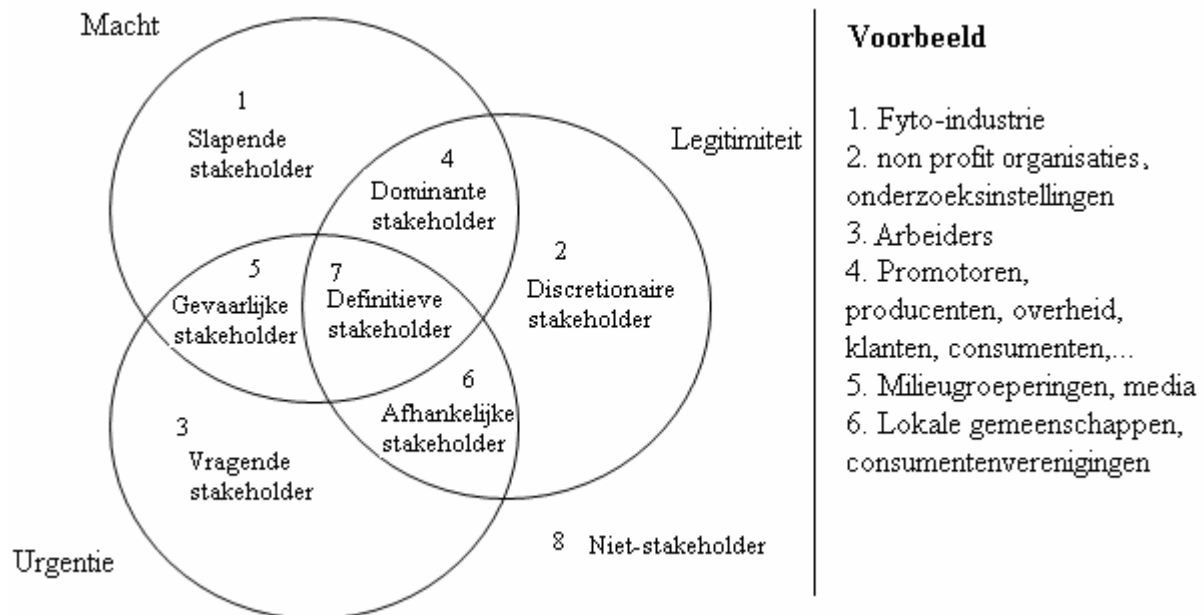 Macht
1
Slapende
stakeholder
Legitimiteit
4
Dominante
stakeholder
2
Discretionaire
stakeholder
5
Gevaarlijke
stakeholder
7
Definitieve
stakeholder
6
Afhankelijke
stakeholder
3
Vragende
stakeholder
Urgentie
8 Niet-stakeholder
Voorbeeld
1. Fyto-industrie
2. non profit organisaties,
onderzoeksinstellingen
3. Arbeiders
4. Promotoren,
producenten, overheid,
klanten, consumenten,...
5. Milieugroeperingen, media
6. Lokale gemeenschappen,
consumentenverenigingen